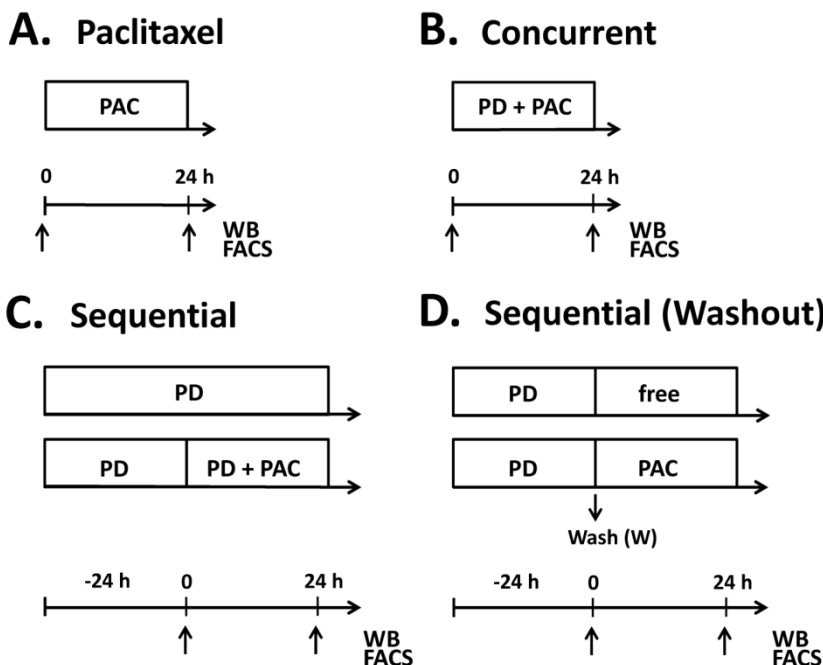 A. Paclitaxel
PAC
0 24 h
WB
FACS
B. Concurrent
PD + PAC
0 24 h
WB
FACS
C. Sequential
PD
PD PD + PAC
-24 h 0 24 h
WB
FACS
D. Sequential (Washout)
PD free
PD PAC
Wash (W)
-24 h 0 24 h
WB
FACS